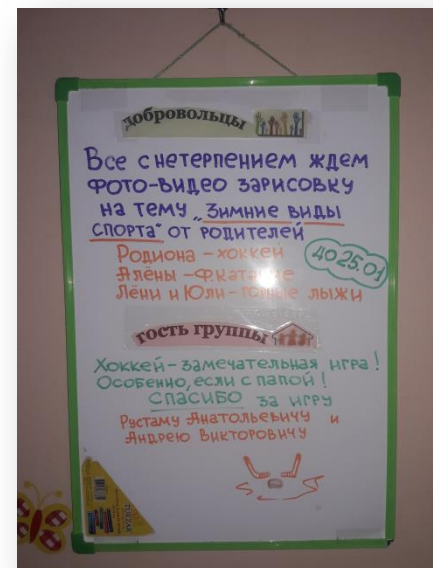 добровольцы
Все с нетерпением ждем
фото-видео зарисовку
на тему „Зимние виды
спорта" от родителей
Родиона – хоккей
Алёны – ф.катание
Лёни и Юли – горные лыжи
до 25.01
гость группы
Хоккей – замечательная игра!
Особенно, если с папой!
Спасибо за игру
Рустаму Анатольевичу и
Андрею Викторовичу